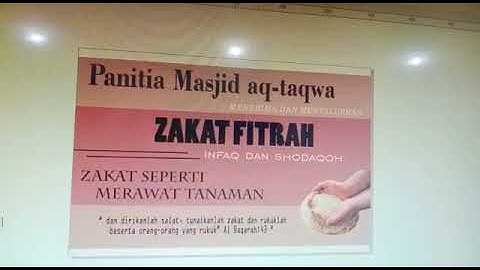 Panitia Masjid aq-taqwa
MENERIMA DAN MENYALURKAN
ZAKAT FITRAH
INFAQ DAN SHODAQOH
ZAKAT SEPERTI
MERAWAT TANAMAN
" dan dirikanlah salat, tunaikanlah zakat dan rukuklah
beserta orang-orang yang rukuk" Al Baqarah:43 "